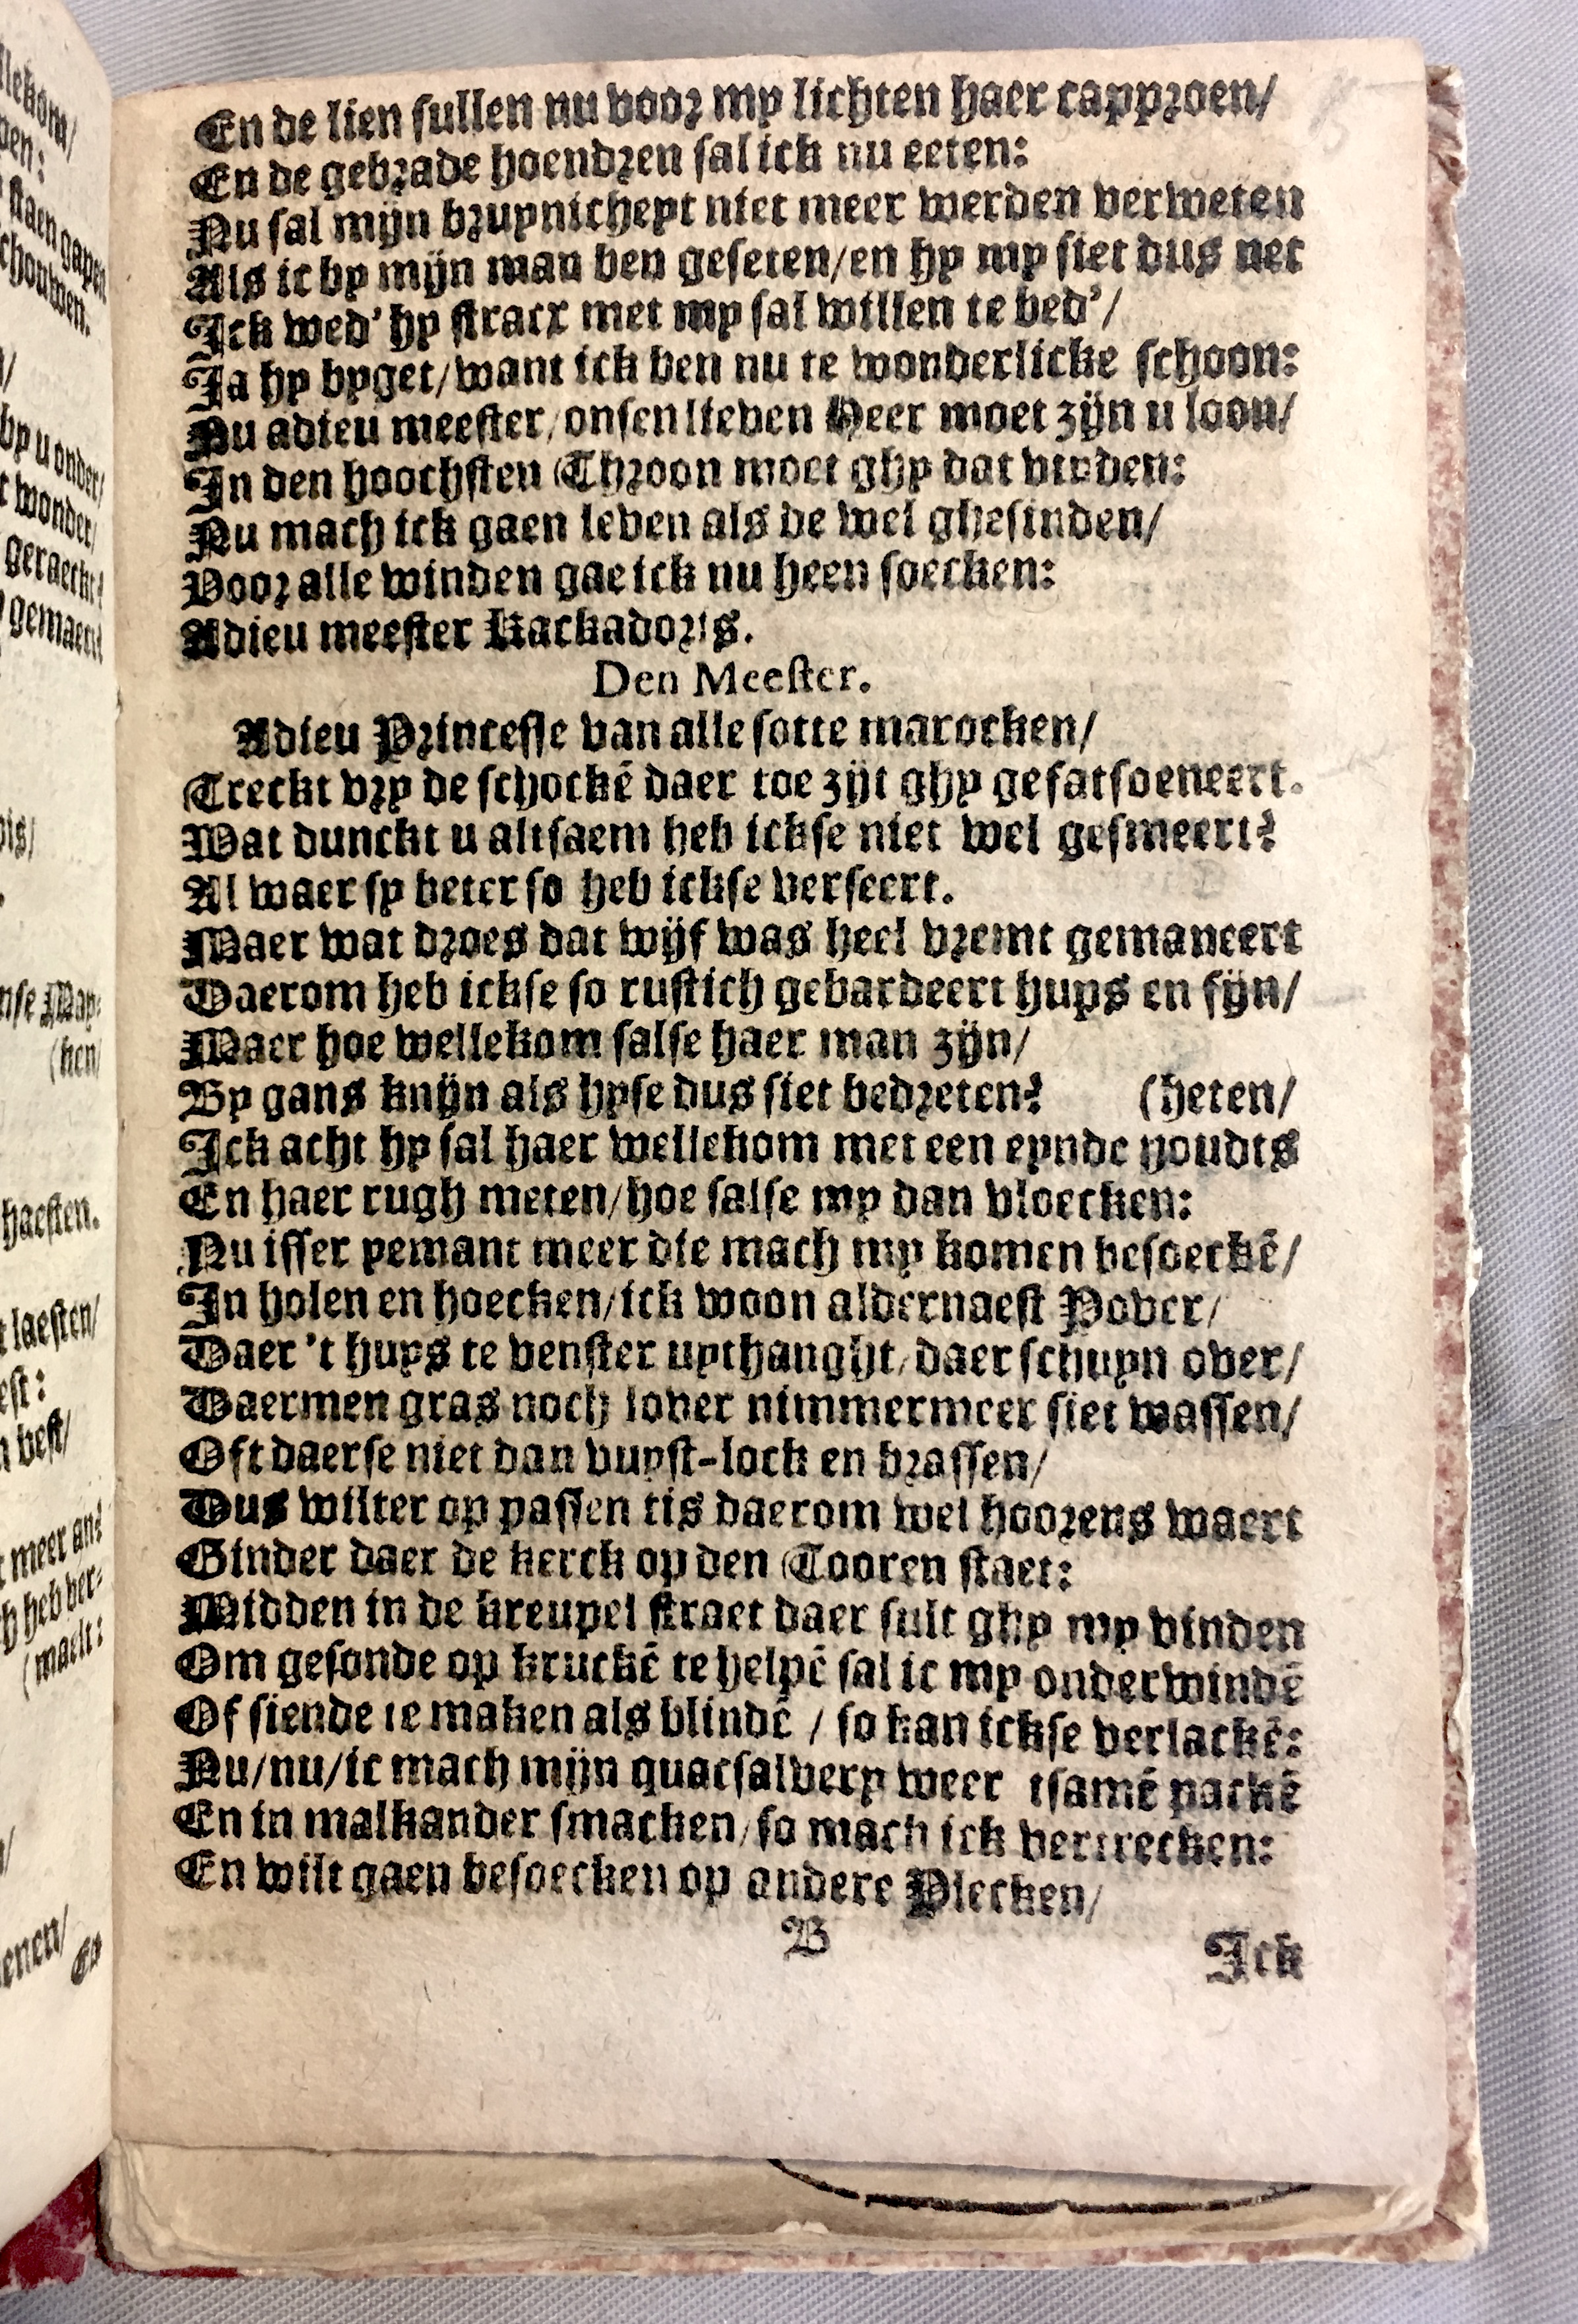 En de lien sullen nu voor my lichten haer capproen/
En de gebrade hoendren sal ick nu eeten:
Nu sal mijn bruynicheyt niet meer werden verweten
Als ic by mijn man ben geseten/en hy my siet dus net
Ick wed' hy stracx met my sal willen te bed'/
Ja hy byget/want ick ben nu te wonderlicke schoon:
Nu adieu meester/onsen lieven Heer moet zijn u loon/
In den hoochsten Throon moet ghy dat vinden:
Nu mach ick gaen leven als de wel ghesinden/
Voor alle winden gae ick nu heen soecken:
Adieu meester Kackadoris.
Den Meester.
Adieu Princesse van alle sotte marocken/
Treckt vry de schockē daer toe zijt ghy gefatsoeneert.
Wat dunckt u altsaem heb ickse niet wel gesmeert?
Al waer sy beter so heb ickse verseert.
Maer wat droes dat wijf was heel vremt gemaneert
Daerom heb ickse so rustich gebardeert hups en fijn/
Maer hoe wellekom salse haer man zijn/
By gans knijn als hyse dus siet bedreten?
(heten/
Ick acht hy sal haer wellekom met een eynde houdts
En haer rugh meten/hoe salse my dan vloecken:
Nu isser yemant meer die mach my komen besoeckē/
In holen en hoecken/ick woon aldernaest Pover/
Daer 't huys te venster uythanght/daer schuyn over/
Daermen gras noch lover nimmermeer siet wassen/
Oft daerse niet dan vuyst-lock en brassen/
Dus wilter op passen tis daerom wel hoorens waert
Ginder daer de kerck op den Tooren staet:
Midden in de kreupel straet daer sult ghy my vinden
Om gesonde op kruckē te helpē sal ic my onderwindē
Of siende te maken als blindē / so kan ickse verlackē:
Nu/nu/ic mach mijn quacsalvery weer tsamē packē
En in malkander smacken/so mach ick vertrecken:
En wilt gaen besoecken op andere Plecken/
B
Ick